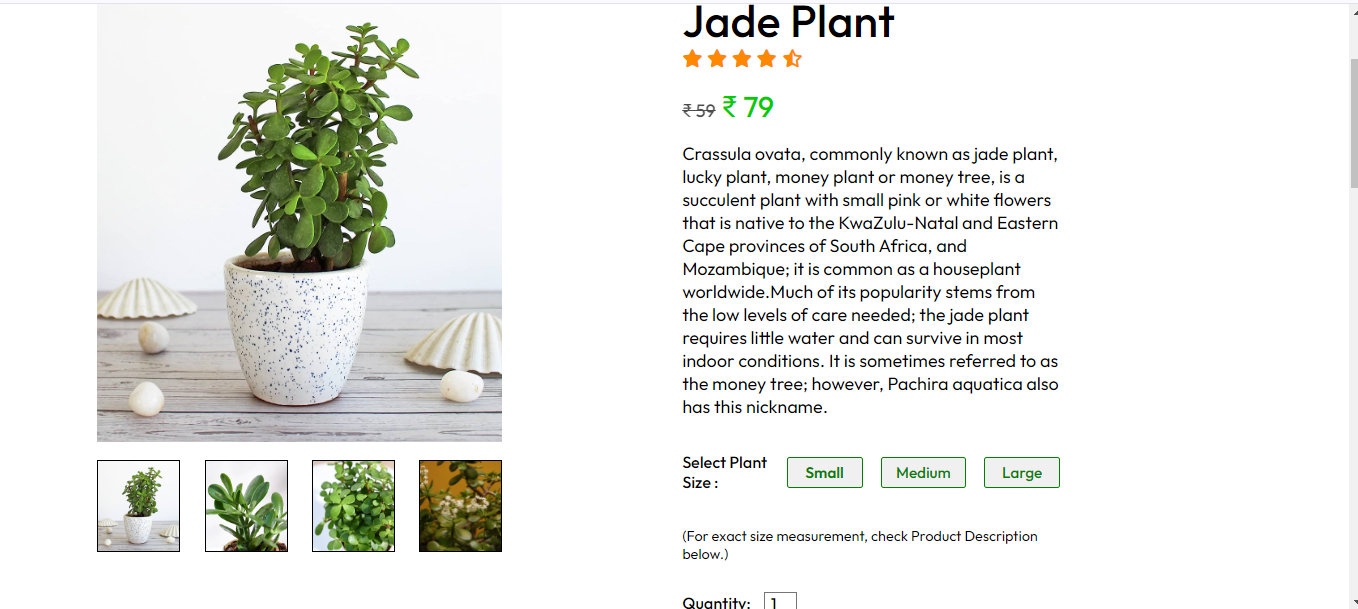 Jade Plant
₹ 59 ₹ 79
Crassula ovata, commonly known as jade plant,
lucky plant, money plant or money tree, is a
succulent plant with small pink or white flowers
that is native to the KwaZulu-Natal and Eastern
Cape provinces of South Africa, and
Mozambique; it is common as a houseplant
worldwide.Much of its popularity stems from
the low levels of care needed; the jade plant
requires little water and can survive in most
indoor conditions. It is sometimes referred to as
the money tree; however, Pachira aquatica also
has this nickname.
Select Plant
Size :
Small Medium Large
(For exact size measurement, check Product Description
below.)
Quantity: 1